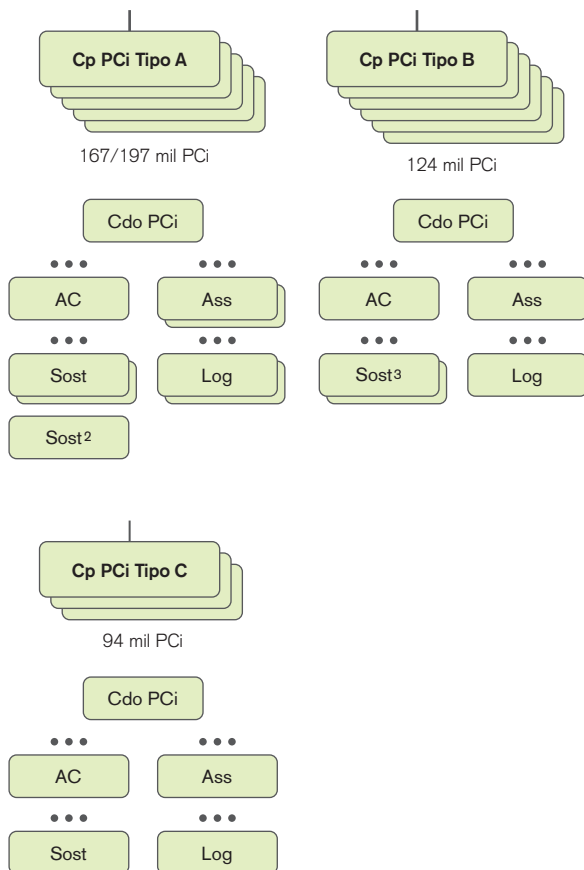 Cp PCi Tipo A
167/197 mil PCi
Cdo PCi
AC
Ass
Sost
Log
Sost²
Cp PCi Tipo B
124 mil PCi
Cdo PCi
AC
Ass
Sost³
Log
Cp PCi Tipo C
94 mil PCi
Cdo PCi
AC
Ass
Sost
Log